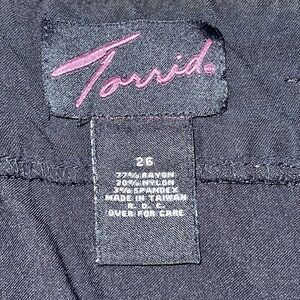 Torrid.
26
77% RAYON
20% NYLON
3% SPANDEX
MADE IN TAIWAN
R. O. C.
OVER FOR CARE